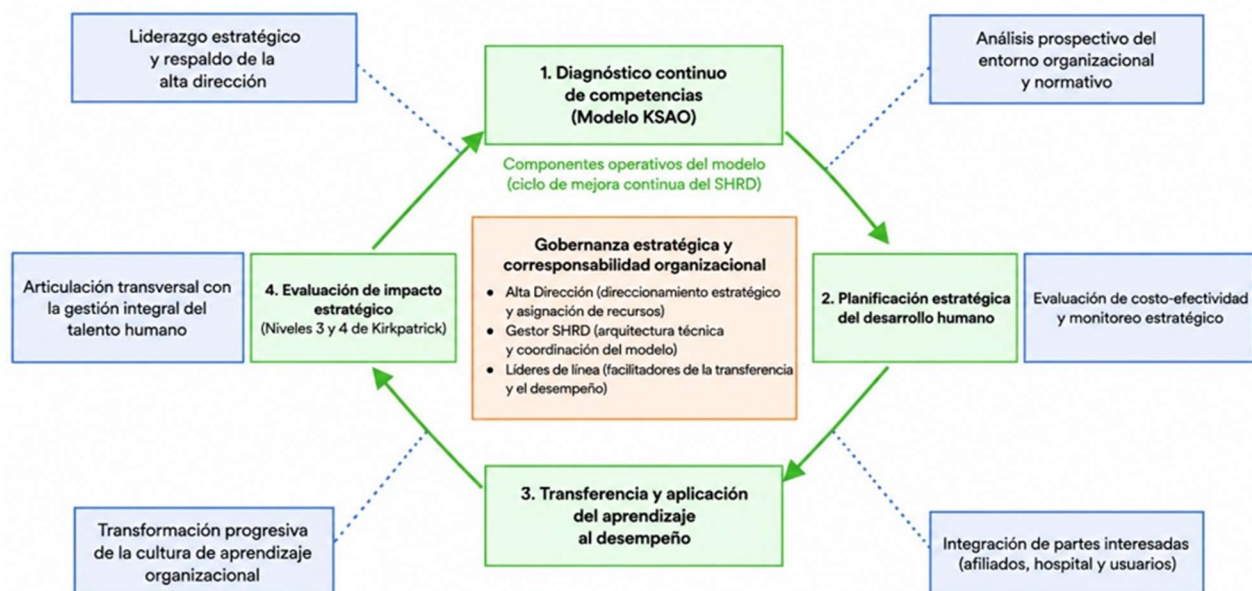 Liderazgo estratégico
y respaldo de la
alta dirección
1. Diagnóstico continuo
de competencias
(Modelo KSAO)
Análisis prospectivo del
entorno organizacional
y normativo
Componentes operativos del modelo
(ciclo de mejora continua del SHRD)
Articulación transversal con
la gestión integral del
talento humano
4. Evaluación de impacto
estratégico
(Niveles 3 y 4 de Kirkpatrick)
Gobernanza estratégica y
corresponsabilidad organizacional
● Alta Dirección (direccionamiento estratégico
y asignación de recursos)
● Gestor SHRD (arquitectura técnica
y coordinación del modelo)
● Líderes de línea (facilitadores de la transferencia
y el desempeño)
2. Planificación estratégica
del desarrollo humano
Evaluación de costo-efectividad
y monitoreo estratégico
Transformación progresiva
de la cultura de aprendizaje
organizacional
3. Transferencia y aplicación
del aprendizaje
al desempeño
Integración de partes interesadas
(afiliados, hospital y usuarios)